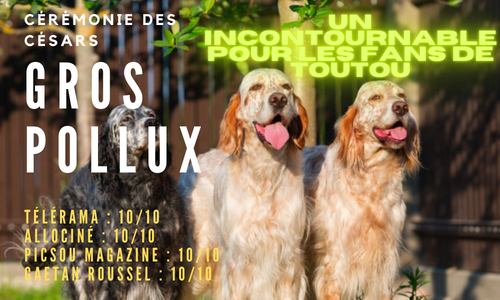 CÉRÉMONIE DES
CÉSARS
GROS
POLLUX
UN
INCONTOURNABLE
POUR LES FANS DE
TOUTOU
TÉLÉRAMA : 10/10
ALLOCINÉ : 10/10
PICSOU MAGAZINE : 10/10
GAETAN ROUSSEL : 10/10